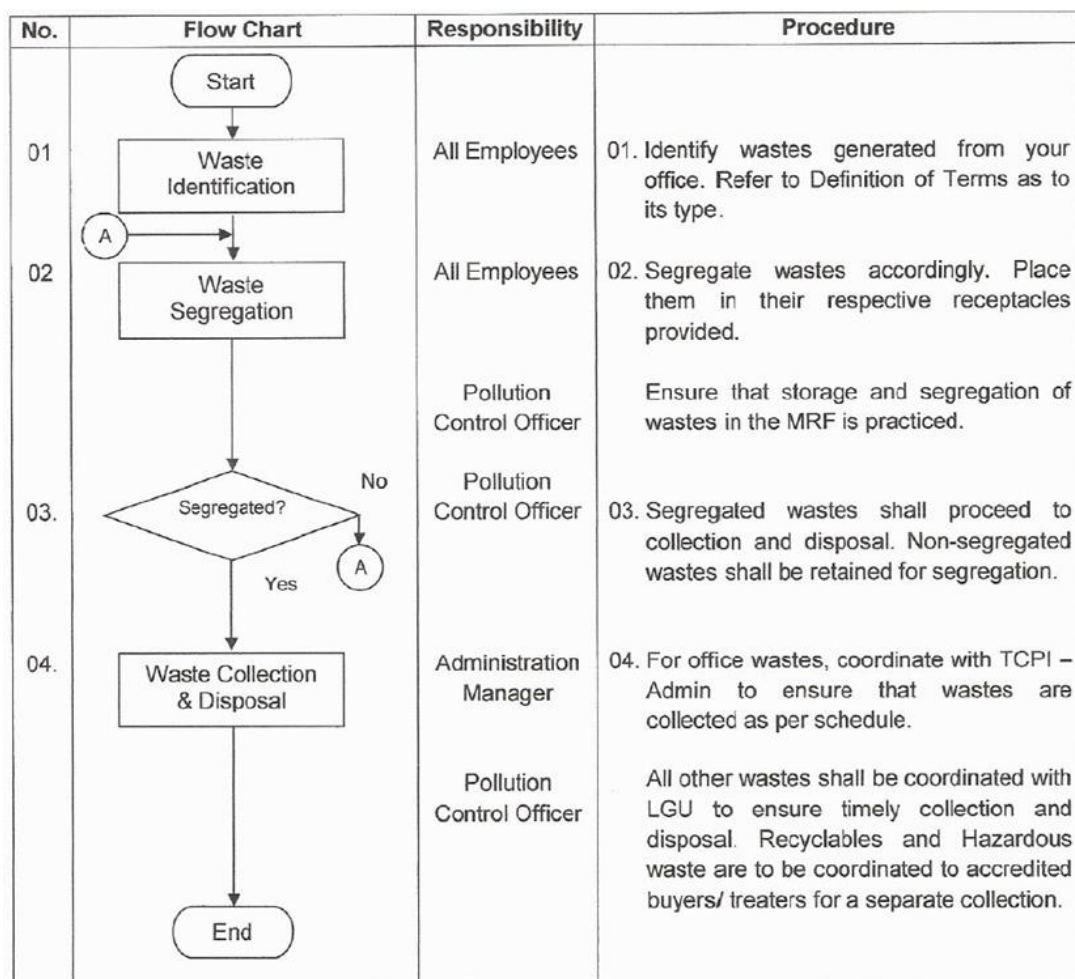 No. Flow Chart Responsibility Procedure
Start
01 Waste
Identification
All Employees
01. Identify wastes generated from your
office. Refer to Definition of Terms as to
its type.
A
02 Waste
Segregation
All Employees
02. Segregate wastes accordingly. Place
them in their respective receptacles
provided.
Pollution
Control Officer
Ensure that storage and segregation of
wastes in the MRF is practiced.
03. Segregated?
No
A
Yes
Pollution
Control Officer
03. Segregated wastes shall proceed to
collection and disposal. Non-segregated
wastes shall be retained for segregation.
04. Waste Collection
& Disposal
Administration
Manager
04. For office wastes, coordinate with TCPI –
Admin to ensure that wastes are
collected as per schedule.
Pollution
Control Officer
All other wastes shall be coordinated with
LGU to ensure timely collection and
disposal. Recyclables and Hazardous
waste are to be coordinated to accredited
buyers/ treaters for a separate collection.
End